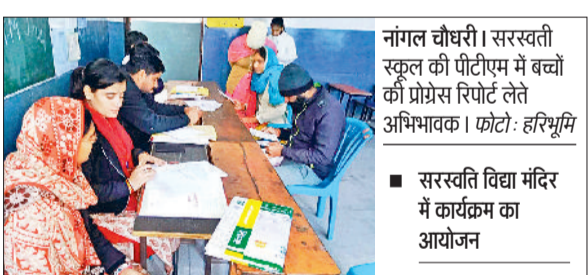 नांगल चौधरी। सरस्वती
स्कूल की पीटीएम में बच्चों
की प्रोग्रेस रिपोर्ट लेते
अभिभावक। फोटो : हरिभूमि
■ सरस्वति विद्या मंदिर
में कार्यक्रम का
आयोजन